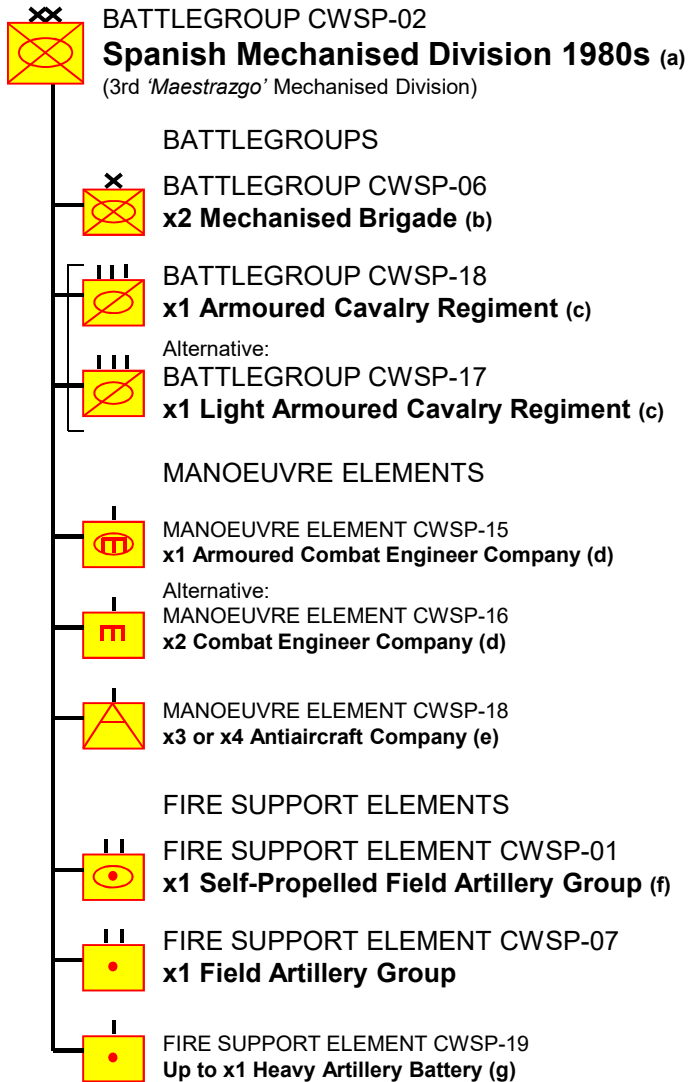 BATTLEGROUP CWSP-02
Spanish Mechanised Division 1980s (a)
(3rd 'Maestrazgo' Mechanised Division)
BATTLEGROUPS
BATTLEGROUP CWSP-06
x2 Mechanised Brigade (b)
BATTLEGROUP CWSP-18
x1 Armoured Cavalry Regiment (c)
Alternative:
BATTLEGROUP CWSP-17
x1 Light Armoured Cavalry Regiment (c)
MANOEUVRE ELEMENTS
MANOEUVRE ELEMENT CWSP-15
x1 Armoured Combat Engineer Company (d)
Alternative:
MANOEUVRE ELEMENT CWSP-16
x2 Combat Engineer Company (d)
MANOEUVRE ELEMENT CWSP-18
x3 or x4 Antiaircraft Company (e)
FIRE SUPPORT ELEMENTS
FIRE SUPPORT ELEMENT CWSP-01
x1 Self-Propelled Field Artillery Group (f)
FIRE SUPPORT ELEMENT CWSP-07
x1 Field Artillery Group
FIRE SUPPORT ELEMENT CWSP-19
Up to x1 Heavy Artillery Battery (g)